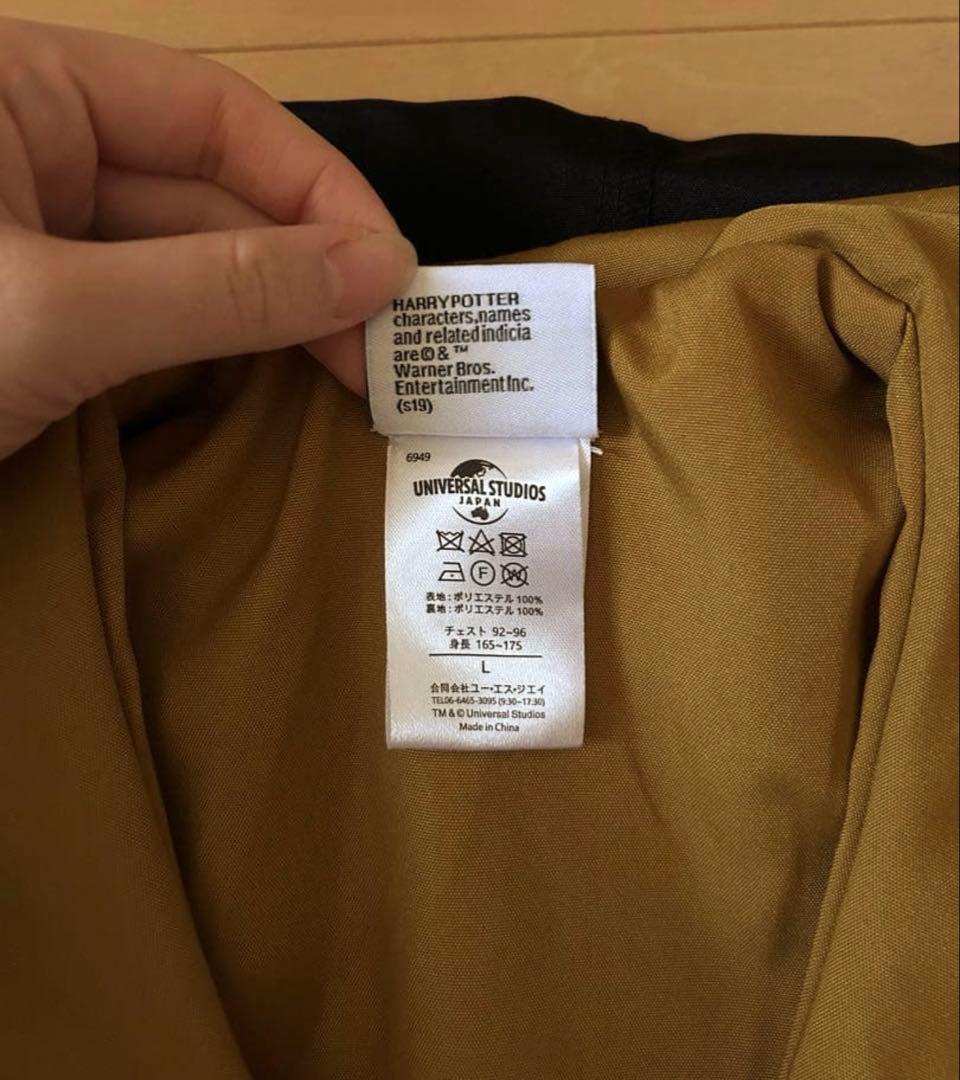 HARRYPOTTER
characters,names
and related indicia
are © & ™
Warner Bros.
Entertainment Inc.
(s19)
6949
UNIVERSAL STUDIOS
JAPAN
F
W
表地:ポリエステル 100%
裏地:ポリエステル 100%
チェスト 92~96
身長 165~175
L
合同会社ユー・エス・ジエイ
TEL06-6465-3095 (9:30~17:30)
TM & © Universal Studios
Made in China